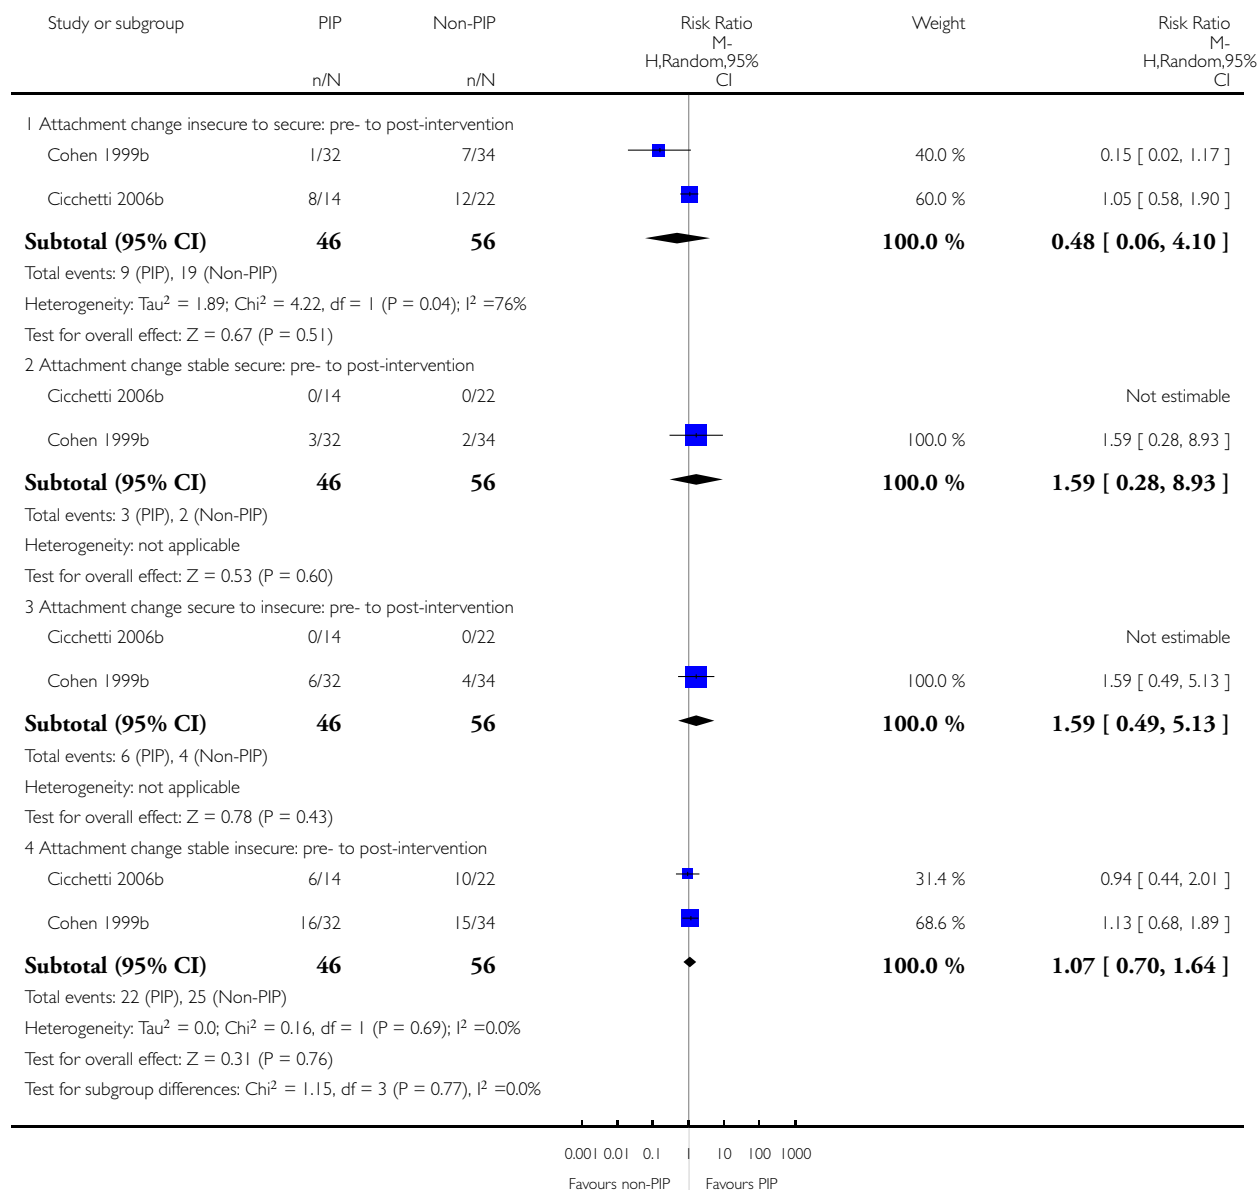 Study or subgroup PIP Non-PIP Risk Ratio Weight Risk Ratio
M- M-
H,Random,95% H,Random,95%
n/N n/N CI CI
1 Attachment change insecure to secure: pre- to post-intervention
Cohen 1999b 1/32 7/34 40.0 % 0.15 [ 0.02, 1.17 ]
Cicchetti 2006b 8/14 12/22 60.0 % 1.05 [ 0.58, 1.90 ]
Subtotal (95% CI) 46 56 100.0 % 0.48 [ 0.06, 4.10 ]
Total events: 9 (PIP), 19 (Non-PIP)
Heterogeneity: Tau² = 1.89; Chi² = 4.22, df = 1 (P = 0.04); I² =76%
Test for overall effect: Z = 0.67 (P = 0.51)
2 Attachment change stable secure: pre- to post-intervention
Cicchetti 2006b 0/14 0/22 Not estimable
Cohen 1999b 3/32 2/34 100.0 % 1.59 [ 0.28, 8.93 ]
Subtotal (95% CI) 46 56 100.0 % 1.59 [ 0.28, 8.93 ]
Total events: 3 (PIP), 2 (Non-PIP)
Heterogeneity: not applicable
Test for overall effect: Z = 0.53 (P = 0.60)
3 Attachment change secure to insecure: pre- to post-intervention
Cicchetti 2006b 0/14 0/22 Not estimable
Cohen 1999b 6/32 4/34 100.0 % 1.59 [ 0.49, 5.13 ]
Subtotal (95% CI) 46 56 100.0 % 1.59 [ 0.49, 5.13 ]
Total events: 6 (PIP), 4 (Non-PIP)
Heterogeneity: not applicable
Test for overall effect: Z = 0.78 (P = 0.43)
4 Attachment change stable insecure: pre- to post-intervention
Cicchetti 2006b 6/14 10/22 31.4 % 0.94 [ 0.44, 2.01 ]
Cohen 1999b 16/32 15/34 68.6 % 1.13 [ 0.68, 1.89 ]
Subtotal (95% CI) 46 56 100.0 % 1.07 [ 0.70, 1.64 ]
Total events: 22 (PIP), 25 (Non-PIP)
Heterogeneity: Tau² = 0.0; Chi² = 0.16, df = 1 (P = 0.69); I² =0.0%
Test for overall effect: Z = 0.31 (P = 0.76)
Test for subgroup differences: Chi² = 1.15, df = 3 (P = 0.77), I² =0.0%
0.001 0.01 0.1 1 10 100 1000
Favours non-PIP Favours PIP